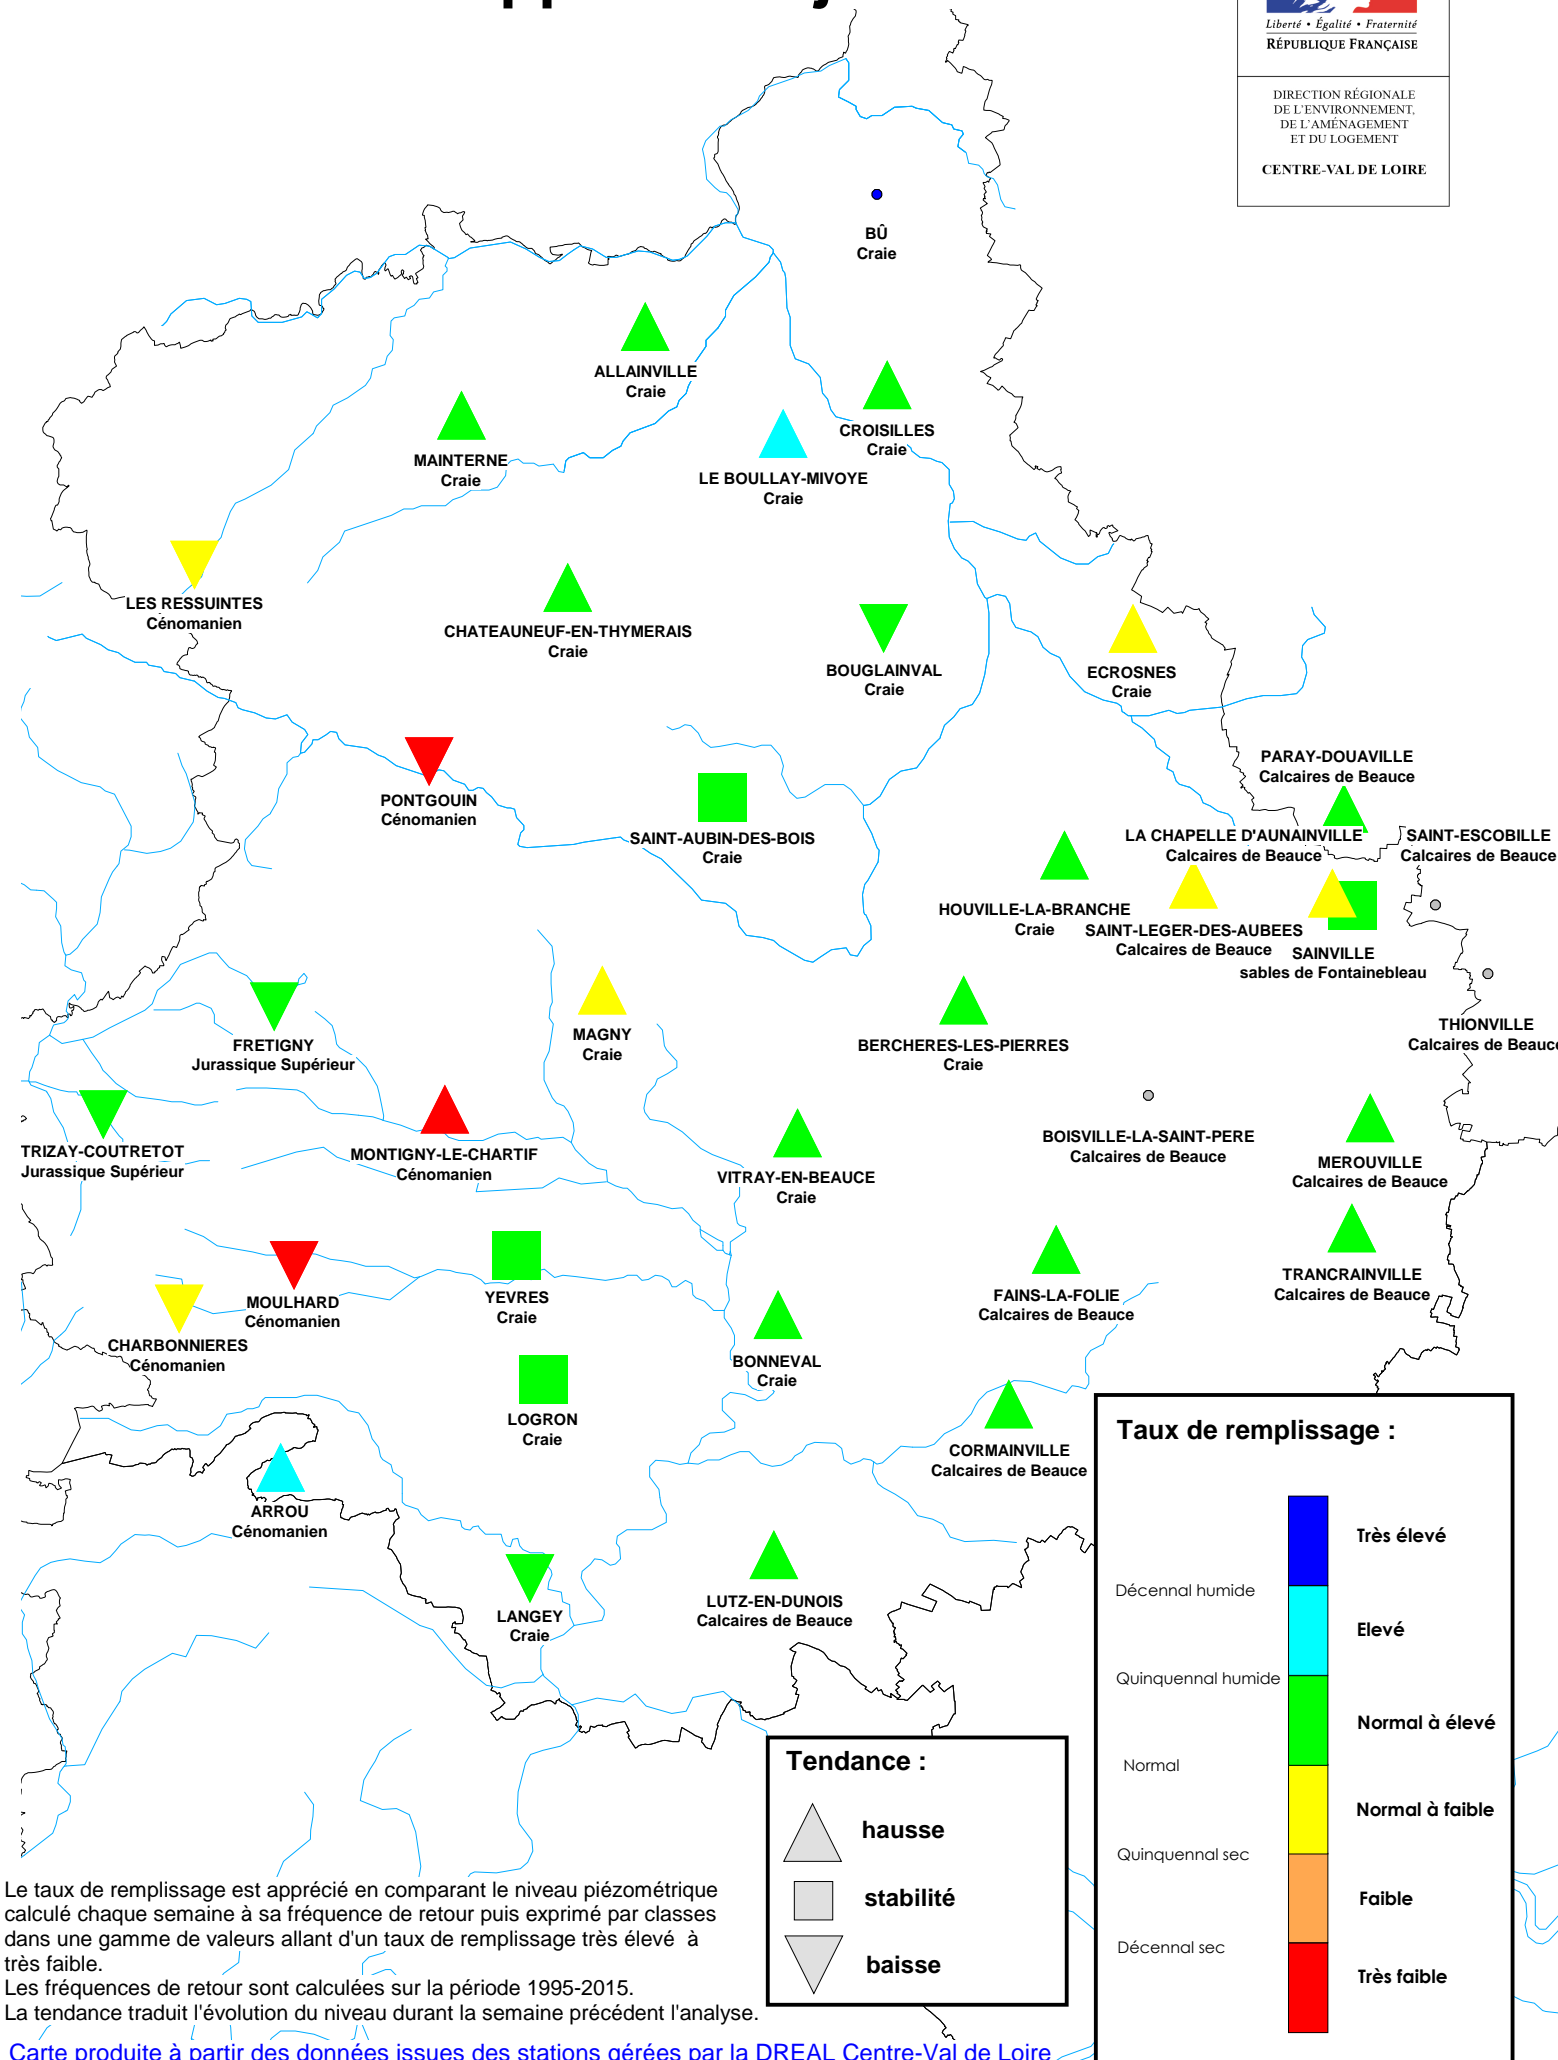 Liberté • Égalité • Fraternité
RÉPUBLIQUE FRANÇAISE
DIRECTION RÉGIONALE
DE L'ENVIRONNEMENT,
DE L'AMÉNAGEMENT
ET DU LOGEMENT
CENTRE-VAL DE LOIRE
BÛ
Craie
ALLAINVILLE
Craie
CROISILLES
Craie
MAINTERNE
Craie
LE BOULLAY-MIVOYE
Craie
LES RESSUINTES
Cénomanien
CHATEAUNEUF-EN-THYMERAIS
Craie
BOUGLAINVAL
Craie
ECROSNES
Craie
PARAY-DOUAVILLE
Calcaires de Beauce
PONTGOUIN
Cénomanien
SAINT-AUBIN-DES-BOIS
Craie
LA CHAPELLE D'AUNAINVILLE
Calcaires de Beauce
SAINT-ESCOBILLE
Calcaires de Beauce
HOUVILLE-LA-BRANCHE
Craie
SAINT-LEGER-DES-AUBEES
Calcaires de Beauce
SAINVILLE
sables de Fontainebleau
THIONVILLE
Calcaires de Beauce
FRETIGNY
Jurassique Supérieur
MAGNY
Craie
BERCHERES-LES-PIERRES
Craie
TRIZAY-COUTRETOT
Jurassique Supérieur
MONTIGNY-LE-CHARTIF
Cénomanien
VITRAY-EN-BEAUCE
Craie
BOISVILLE-LA-SAINT-PERE
Calcaires de Beauce
MEROUVILLE
Calcaires de Beauce
TRANCRAINVILLE
Calcaires de Beauce
MOULHARD
Cénomanien
YEVRES
Craie
FAINS-LA-FOLIE
Calcaires de Beauce
CHARBONNIERES
Cénomanien
BONNEVAL
Craie
LOGRON
Craie
CORMAINVILLE
Calcaires de Beauce
ARROU
Cénomanien
LANGEY
Craie
LUTZ-EN-DUNOIS
Calcaires de Beauce
Taux de remplissage :
Très élevé
Décennal humide
Elevé
Quinquennal humide
Normal à élevé
Normal
Normal à faible
Quinquennal sec
Faible
Décennal sec
Très faible
Tendance :
hausse
stabilité
baisse
Le taux de remplissage est apprécié en comparant le niveau piézométrique
calculé chaque semaine à sa fréquence de retour puis exprimé par classes
dans une gamme de valeurs allant d'un taux de remplissage très élevé à
très faible.
Les fréquences de retour sont calculées sur la période 1995-2015.
La tendance traduit l'évolution du niveau durant la semaine précédent l'analyse.
Carte produite à partir des données issues des stations gérées par la DREAL Centre-Val de Loire